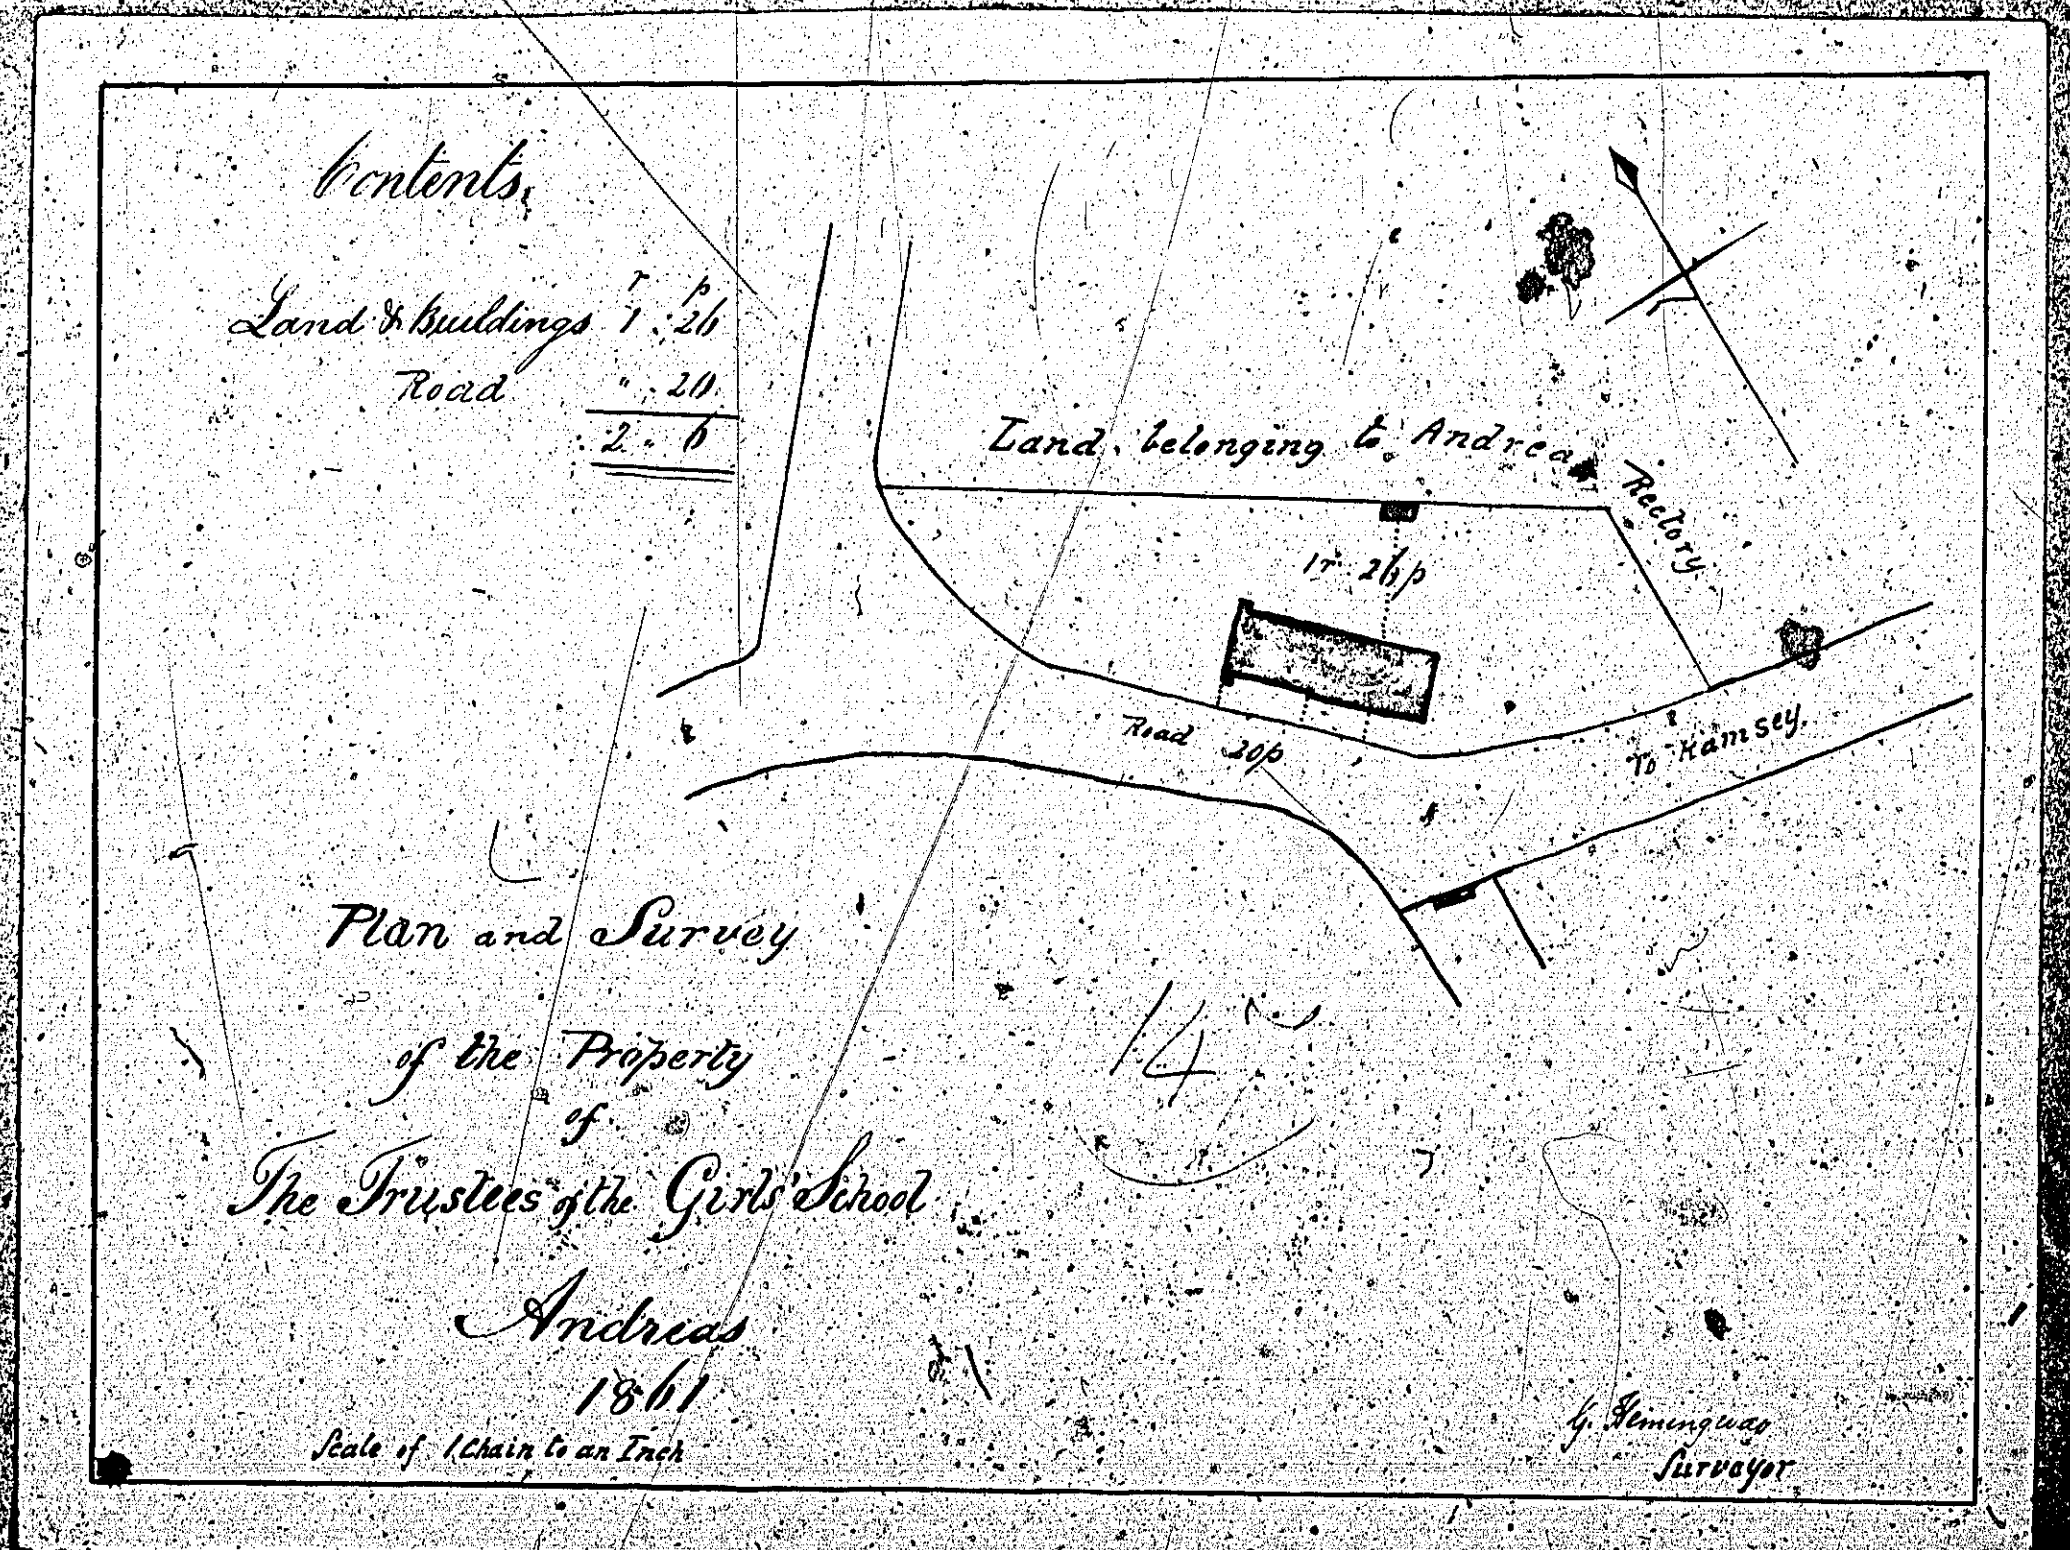 Contents,
r p
Land & Buildings 1 : 26
Road " : 20
2 " 6
Land belonging to Andreas Rectory
1r 26p
Road 20p
To Ramsey
Plan and Survey
of the Property
of
The Trustees of the Girls' School
Andreas
1861
Scale of 1 Chain to an Inch
14
G. Hemingway
Surveyor